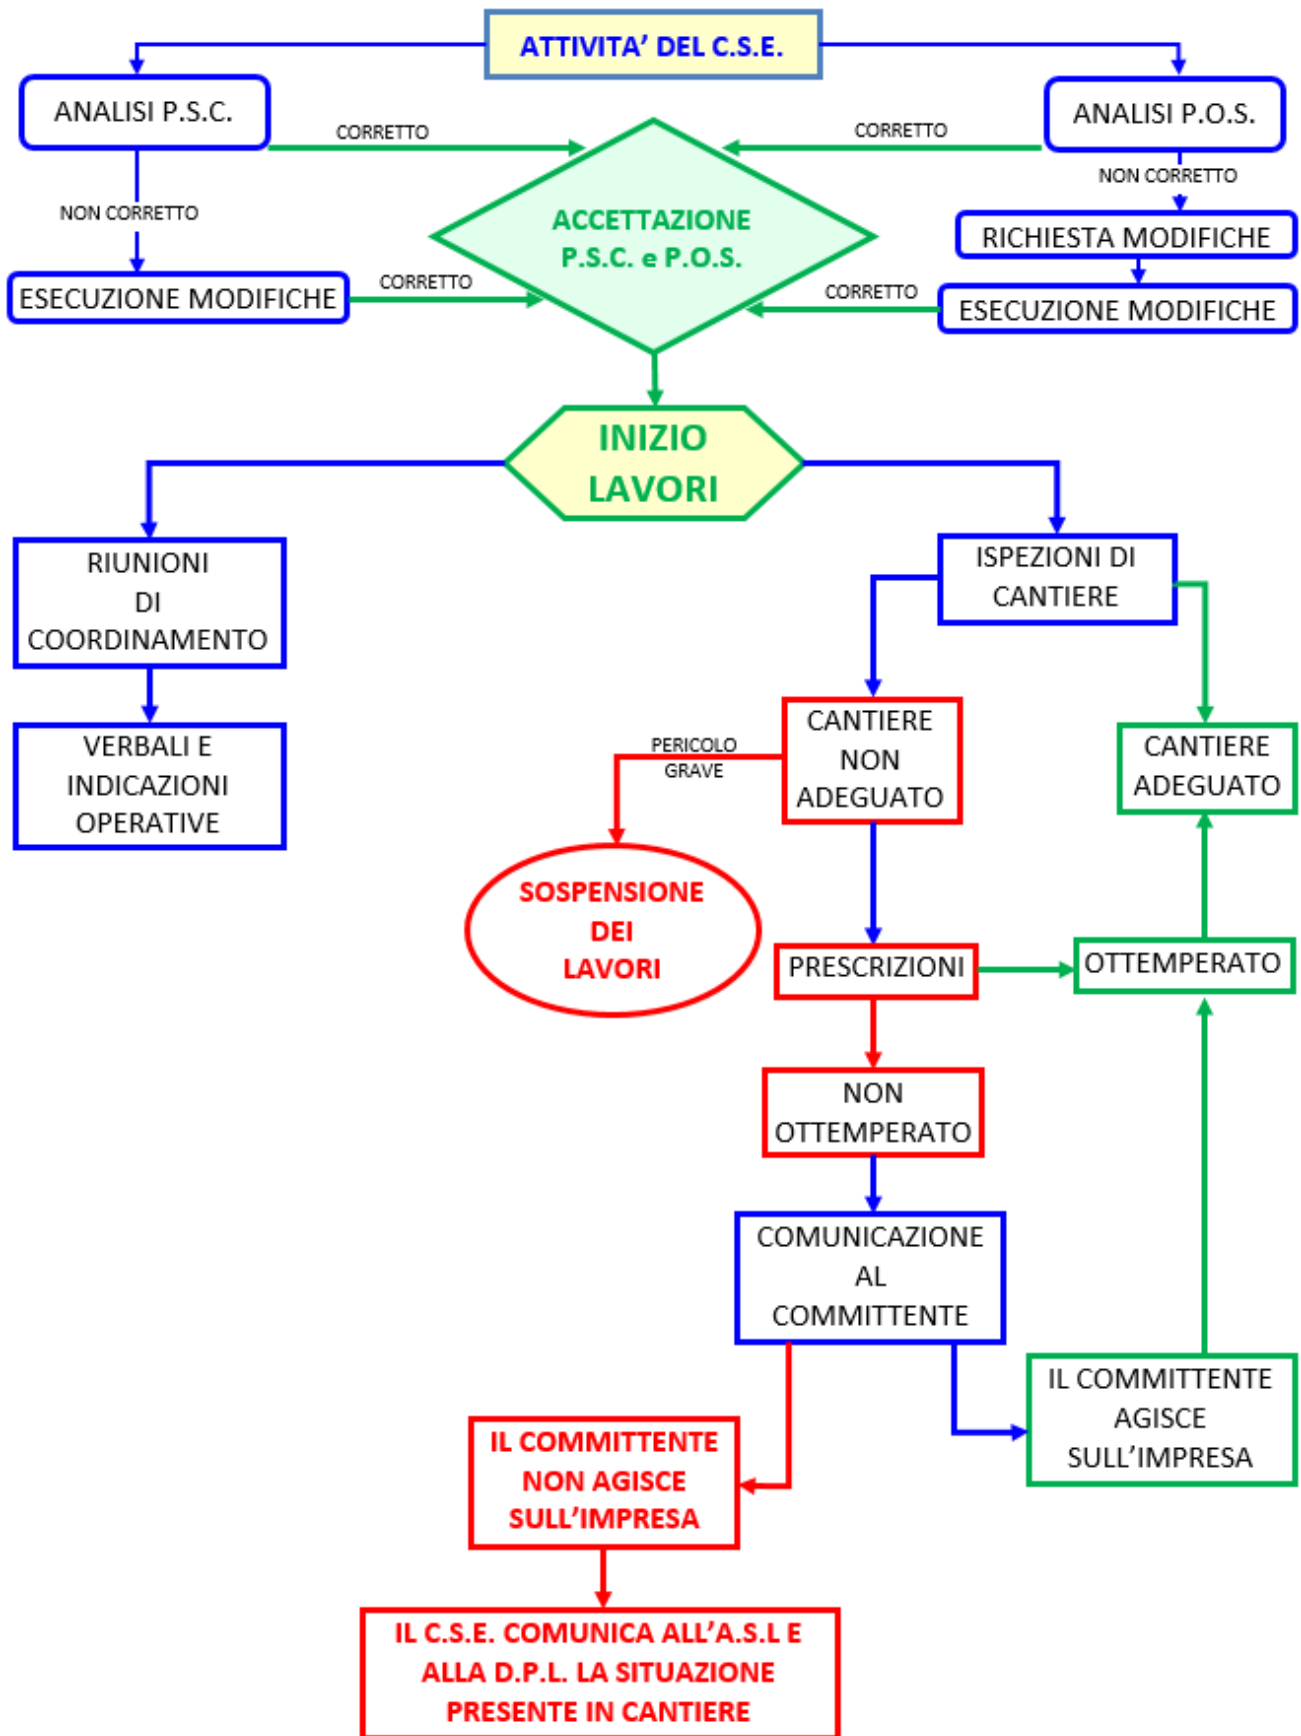 ATTIVITA' DEL C.S.E.
ANALISI P.S.C.
ANALISI P.O.S.
CORRETTO
CORRETTO
NON CORRETTO
NON CORRETTO
ACCETTAZIONE
P.S.C. e P.O.S.
RICHIESTA MODIFICHE
ESECUZIONE MODIFICHE
CORRETTO
CORRETTO
ESECUZIONE MODIFICHE
INIZIO
LAVORI
RIUNIONI
DI
COORDINAMENTO
ISPEZIONI DI
CANTIERE
VERBALI E
INDICAZIONI
OPERATIVE
PERICOLO
GRAVE
CANTIERE
NON
ADEGUATO
CANTIERE
ADEGUATO
SOSPENSIONE
DEI
LAVORI
PRESCRIZIONI
OTTEMPERATO
NON
OTTEMPERATO
COMUNICAZIONE
AL
COMMITTENTE
IL COMMITTENTE
AGISCE
SULL'IMPRESA
IL COMMITTENTE
NON AGISCE
SULL'IMPRESA
IL C.S.E. COMUNICA ALL'A.S.L E
ALLA D.P.L. LA SITUAZIONE
PRESENTE IN CANTIERE